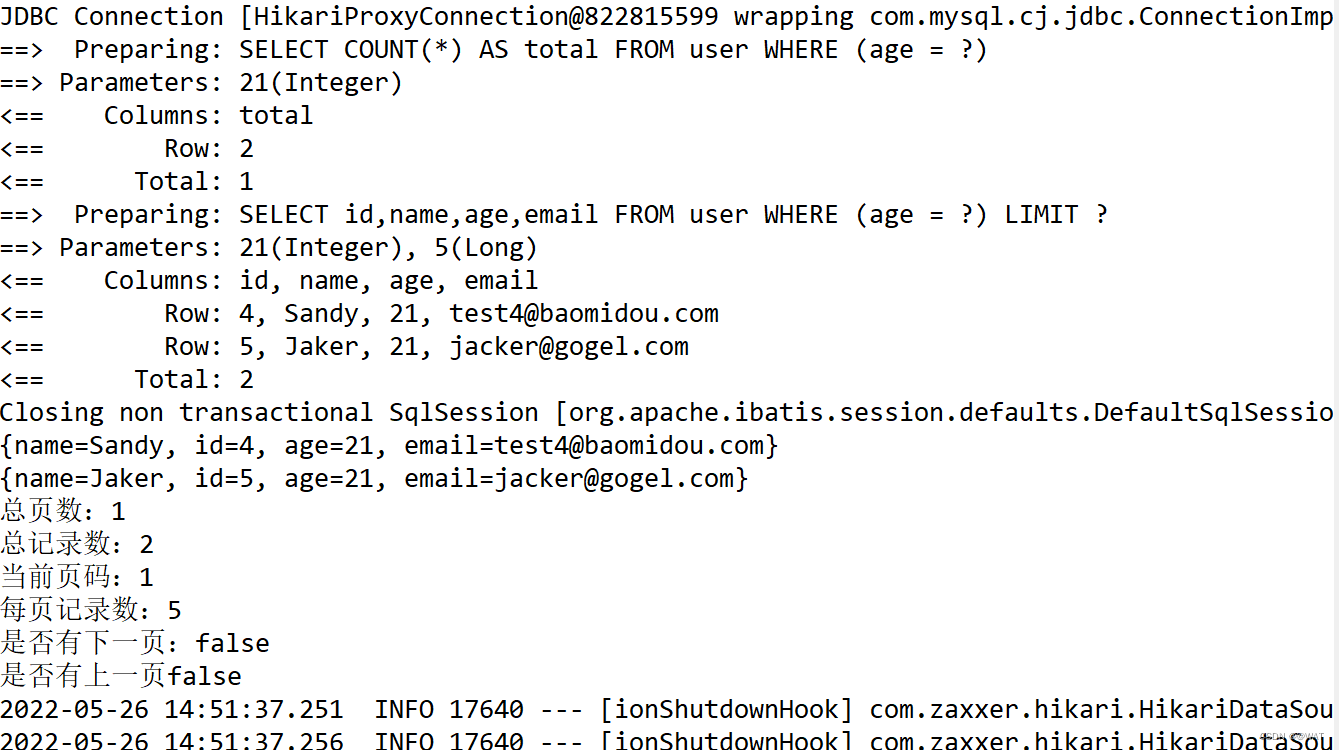 JDBC Connection [HikariProxyConnection@822815599 wrapping com.mysql.cj.jdbc.ConnectionImp
==>  Preparing: SELECT COUNT(*) AS total FROM user WHERE (age = ?)
==> Parameters: 21(Integer)
<==    Columns: total
<==        Row: 2
<==      Total: 1
==>  Preparing: SELECT id,name,age,email FROM user WHERE (age = ?) LIMIT ?
==> Parameters: 21(Integer), 5(Long)
<==    Columns: id, name, age, email
<==        Row: 4, Sandy, 21, test4@baomidou.com
<==        Row: 5, Jaker, 21, jacker@gogel.com
<==      Total: 2
Closing non transactional SqlSession [org.apache.ibatis.session.defaults.DefaultSqlSessio
{name=Sandy, id=4, age=21, email=test4@baomidou.com}
{name=Jaker, id=5, age=21, email=jacker@gogel.com}
总页数：1
总记录数：2
当前页码：1
每页记录数：5
是否有下一页：false
是否有上一页false
2022-05-26 14:51:37.251  INFO 17640 --- [ionShutdownHook] com.zaxxer.hikari.HikariDataSou
2022-05-26 14:51:37.256  INFO 17640 --- [ionShutdownHook] com.zaxxer.hikari.HikariDataSou